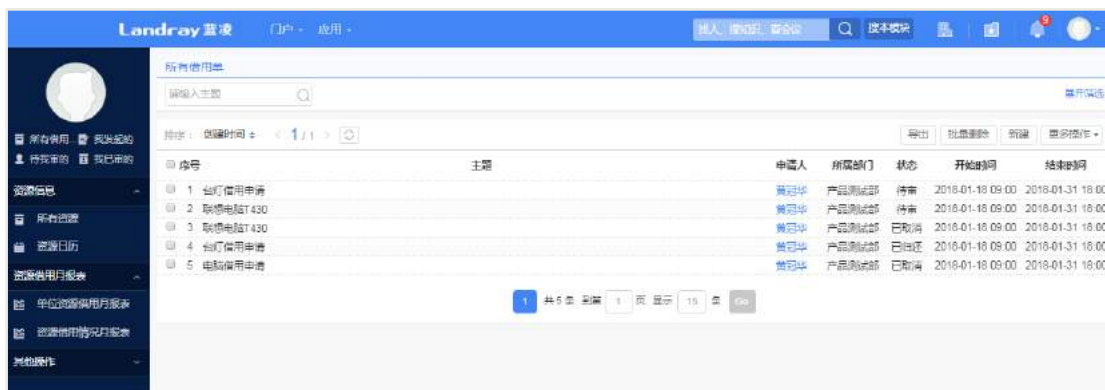 Landray 蓝凌 门户 应用 找人、搜知识、查会议 搜本模块 9
所有借用 我发起的
待我审的 我已审的
资源信息
所有资源
资源日历
资源借用月报表
单位资源借用月报表
资源借用情况月报表
其他操作
所有借用单
请输入主题 展开筛选
排序: 创建时间 < 1 / 1 >
导出 批量删除 新建 更多操作
序号 主题 申请人 所属部门 状态 开始时间 结束时间
1 台灯借用申请 黄冠华 产品测试部 待审 2018-01-18 09:00 2018-01-31 18:00
2 联想电脑T430 黄冠华 产品测试部 待审 2018-01-18 09:00 2018-01-31 18:00
3 联想电脑T430 黄冠华 产品测试部 已取消 2018-01-18 09:00 2018-01-31 18:00
4 台灯借用申请 黄冠华 产品测试部 已归还 2018-01-18 09:00 2018-01-31 18:00
5 电脑借用申请 黄冠华 产品测试部 已取消 2018-01-18 09:00 2018-01-31 18:00
1 共5条 到第 1 页 显示 15 条 Go